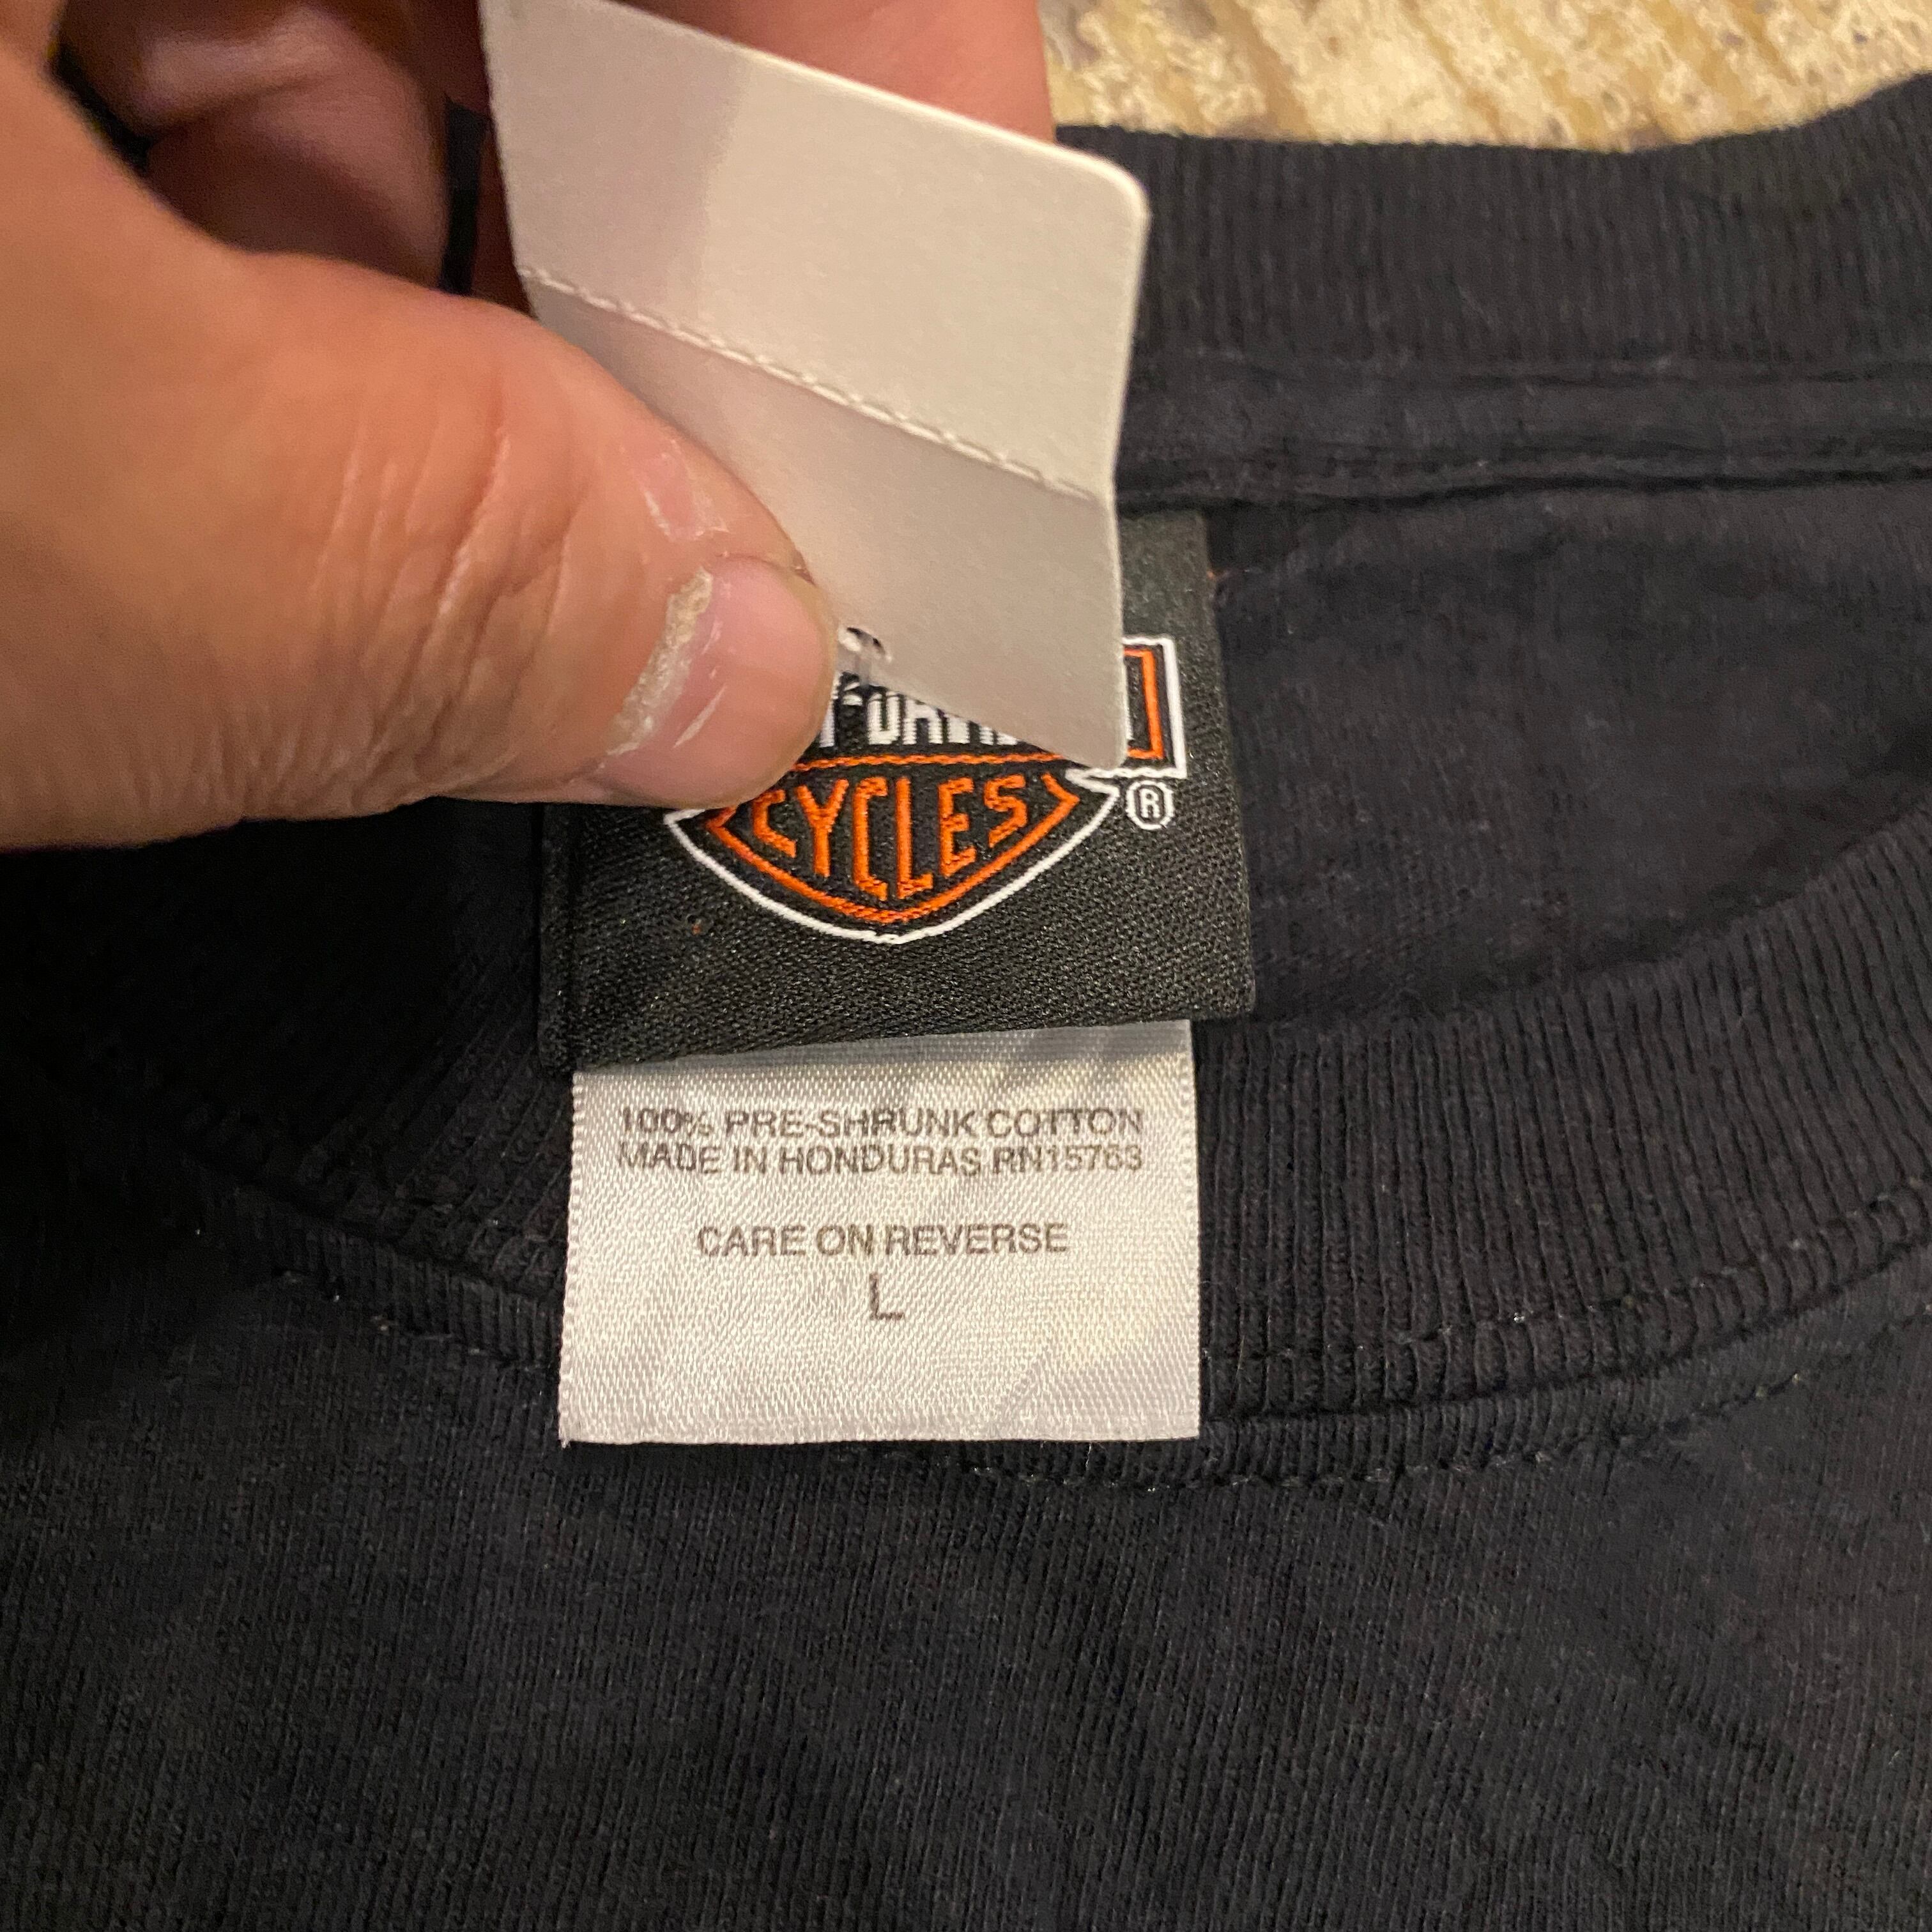 CYCLES
®
100% PRE-SHRUNK COTTON
MADE IN HONDURAS RN15763
CARE ON REVERSE
L